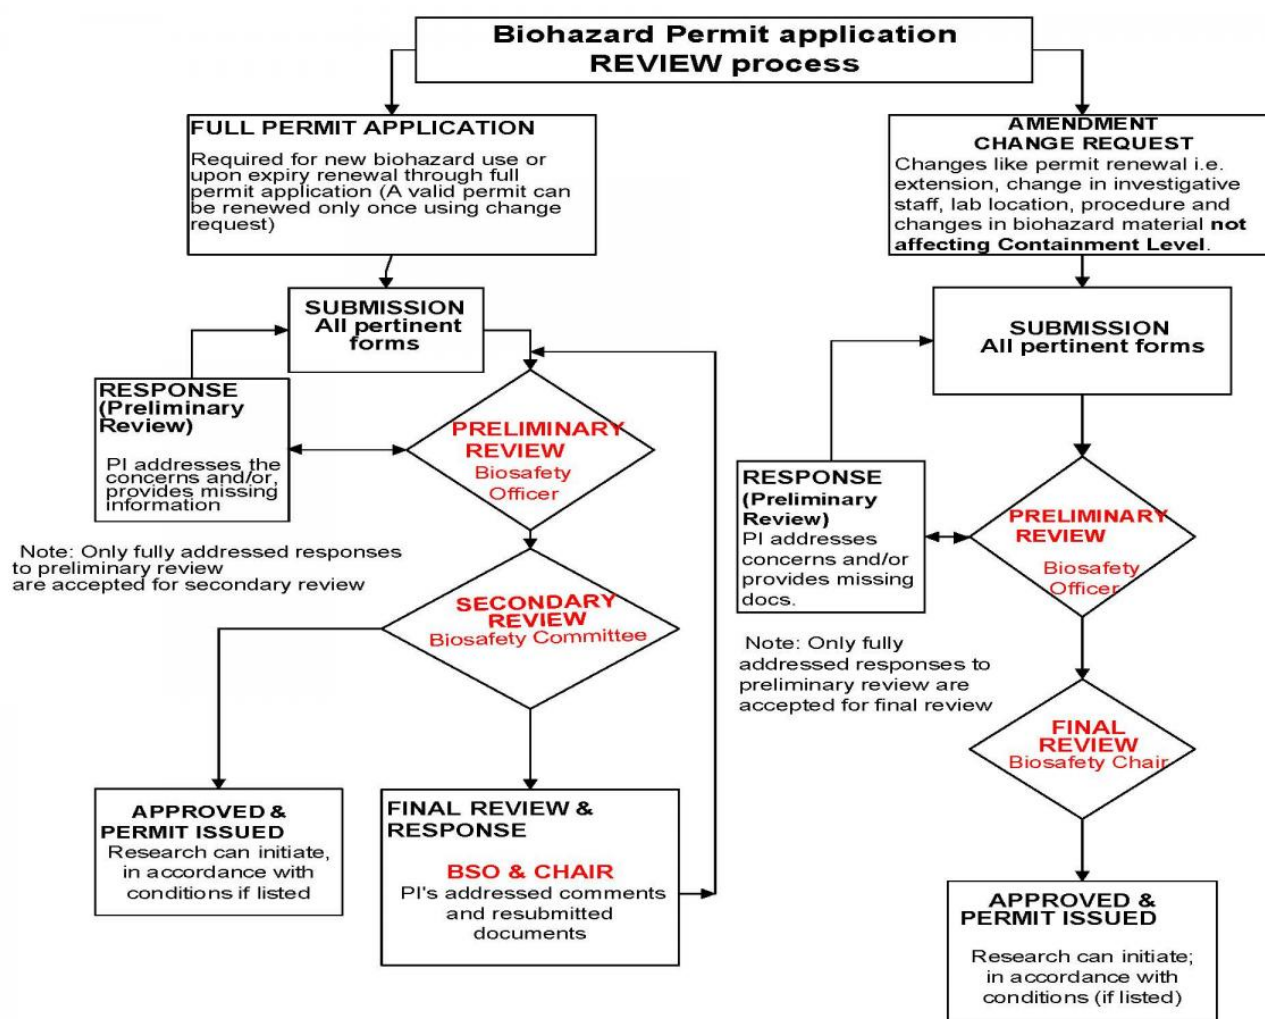 Biohazard Permit application
REVIEW process
FULL PERMIT APPLICATION
Required for new biohazard use or
upon expiry renewal through full
permit application (A valid permit can
be renewed only once using change
request)
SUBMISSION
All pertinent
forms
RESPONSE
(Preliminary
Review)
PI addresses the
concerns and/or,
provides missing
information
PRELIMINARY
REVIEW
Biosafety
Officer
Note: Only fully addressed responses
to preliminary review
are accepted for secondary review
SECONDARY
REVIEW
Biosafety Committee
APPROVED &
PERMIT ISSUED
Research can initiate,
in accordance with
conditions if listed
FINAL REVIEW &
RESPONSE
BSO & CHAIR
PI's addressed comments
and resubmitted
documents
AMENDMENT
CHANGE REQUEST
Changes like permit renewal i.e.
extension, change in investigative
staff, lab location, procedure and
changes in biohazard material not
affecting Containment Level.
SUBMISSION
All pertinent forms
RESPONSE
(Preliminary
Review)
PI addresses
concerns and/or
provides missing
docs.
PRELIMINARY
REVIEW
Biosafety
Officer
Note: Only fully
addressed responses to
preliminary review are
accepted for final review
FINAL
REVIEW
Biosafety Chair
APPROVED &
PERMIT ISSUED
Research can initiate;
in accordance with
conditions (if listed)